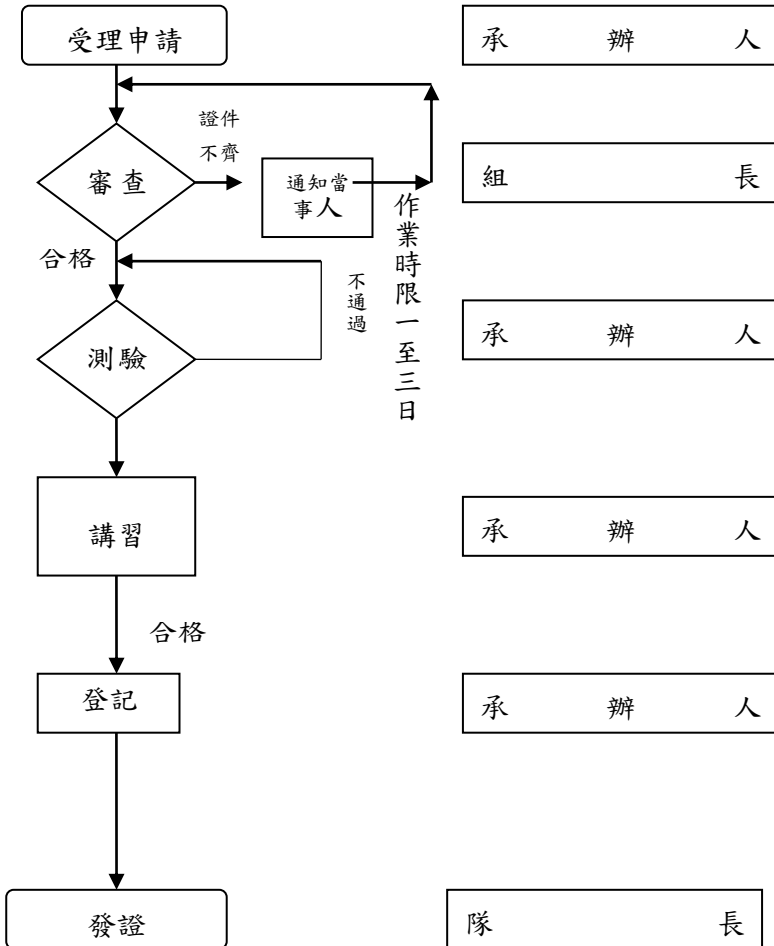 受理申請
承辦人
證件
不齊
審查
通知當
事人
組長
合格
作業時限一至三日
不通過
測驗
承辦人
講習
承辦人
合格
登記
承辦人
發證
隊長